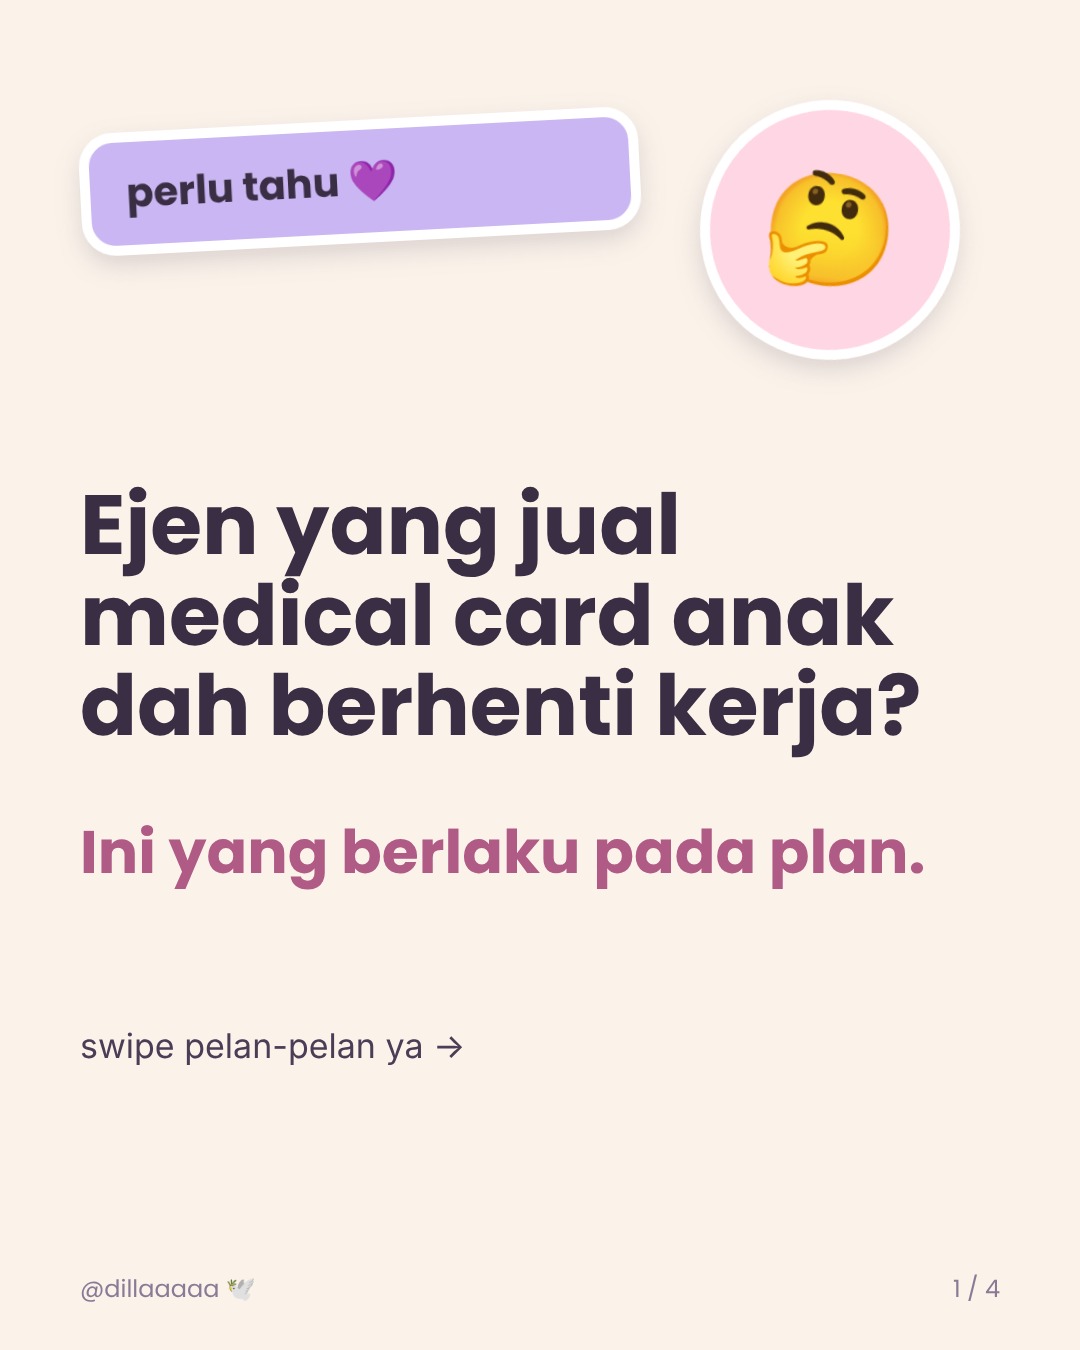 perlu tahu 💜
🤔
Ejen yang jual
medical card anak
dah berhenti kerja?
Ini yang berlaku pada plan.
swipe pelan-pelan ya →
@dillaaaaa 🕊️
1 / 4